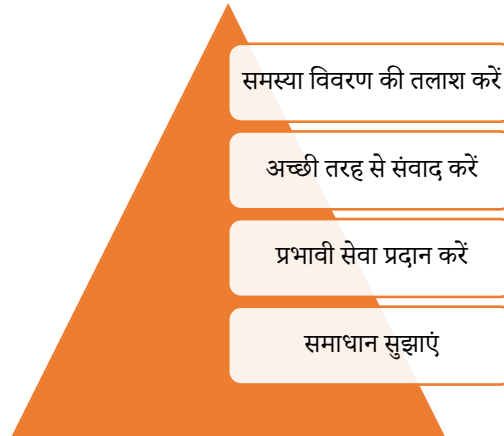 समस्या विवरण की तलाश करें
अच्छी तरह से संवाद करें
प्रभावी सेवा प्रदान करें
समाधान सुझाएं